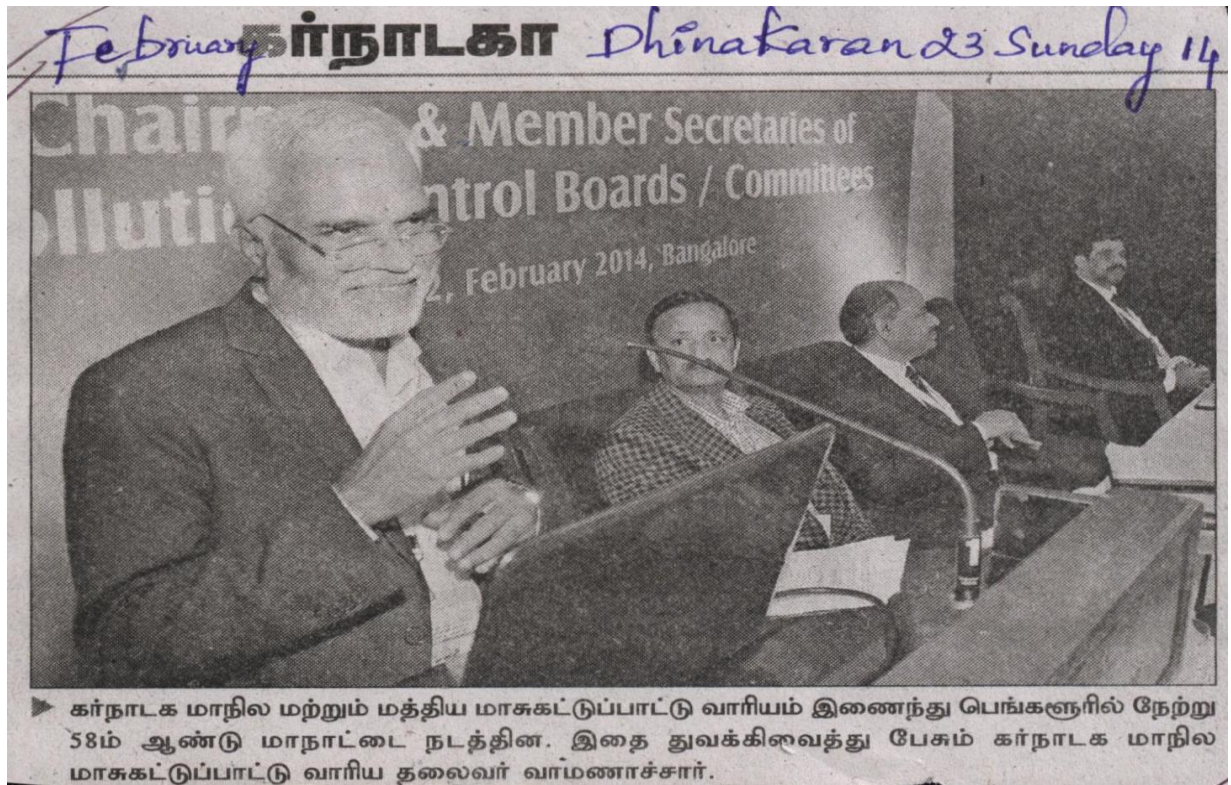 February கர்நாடகா Dhinakaran 23 Sunday 14
& Member Secretaries of
ntrol Boards / Committees
2, February 2014, Bangalore
கர்நாடக மாநில மற்றும் மத்திய மாசுகட்டுப்பாட்டு வாரியம் இணைந்து பெங்களூரில் நேற்று
58ம் ஆண்டு மாநாட்டை நடத்தின. இதை துவக்கிவைத்து பேசும் கர்நாடக மாநில
மாசுகட்டுப்பாட்டு வாரிய தலைவர் வாமணாச்சார்.